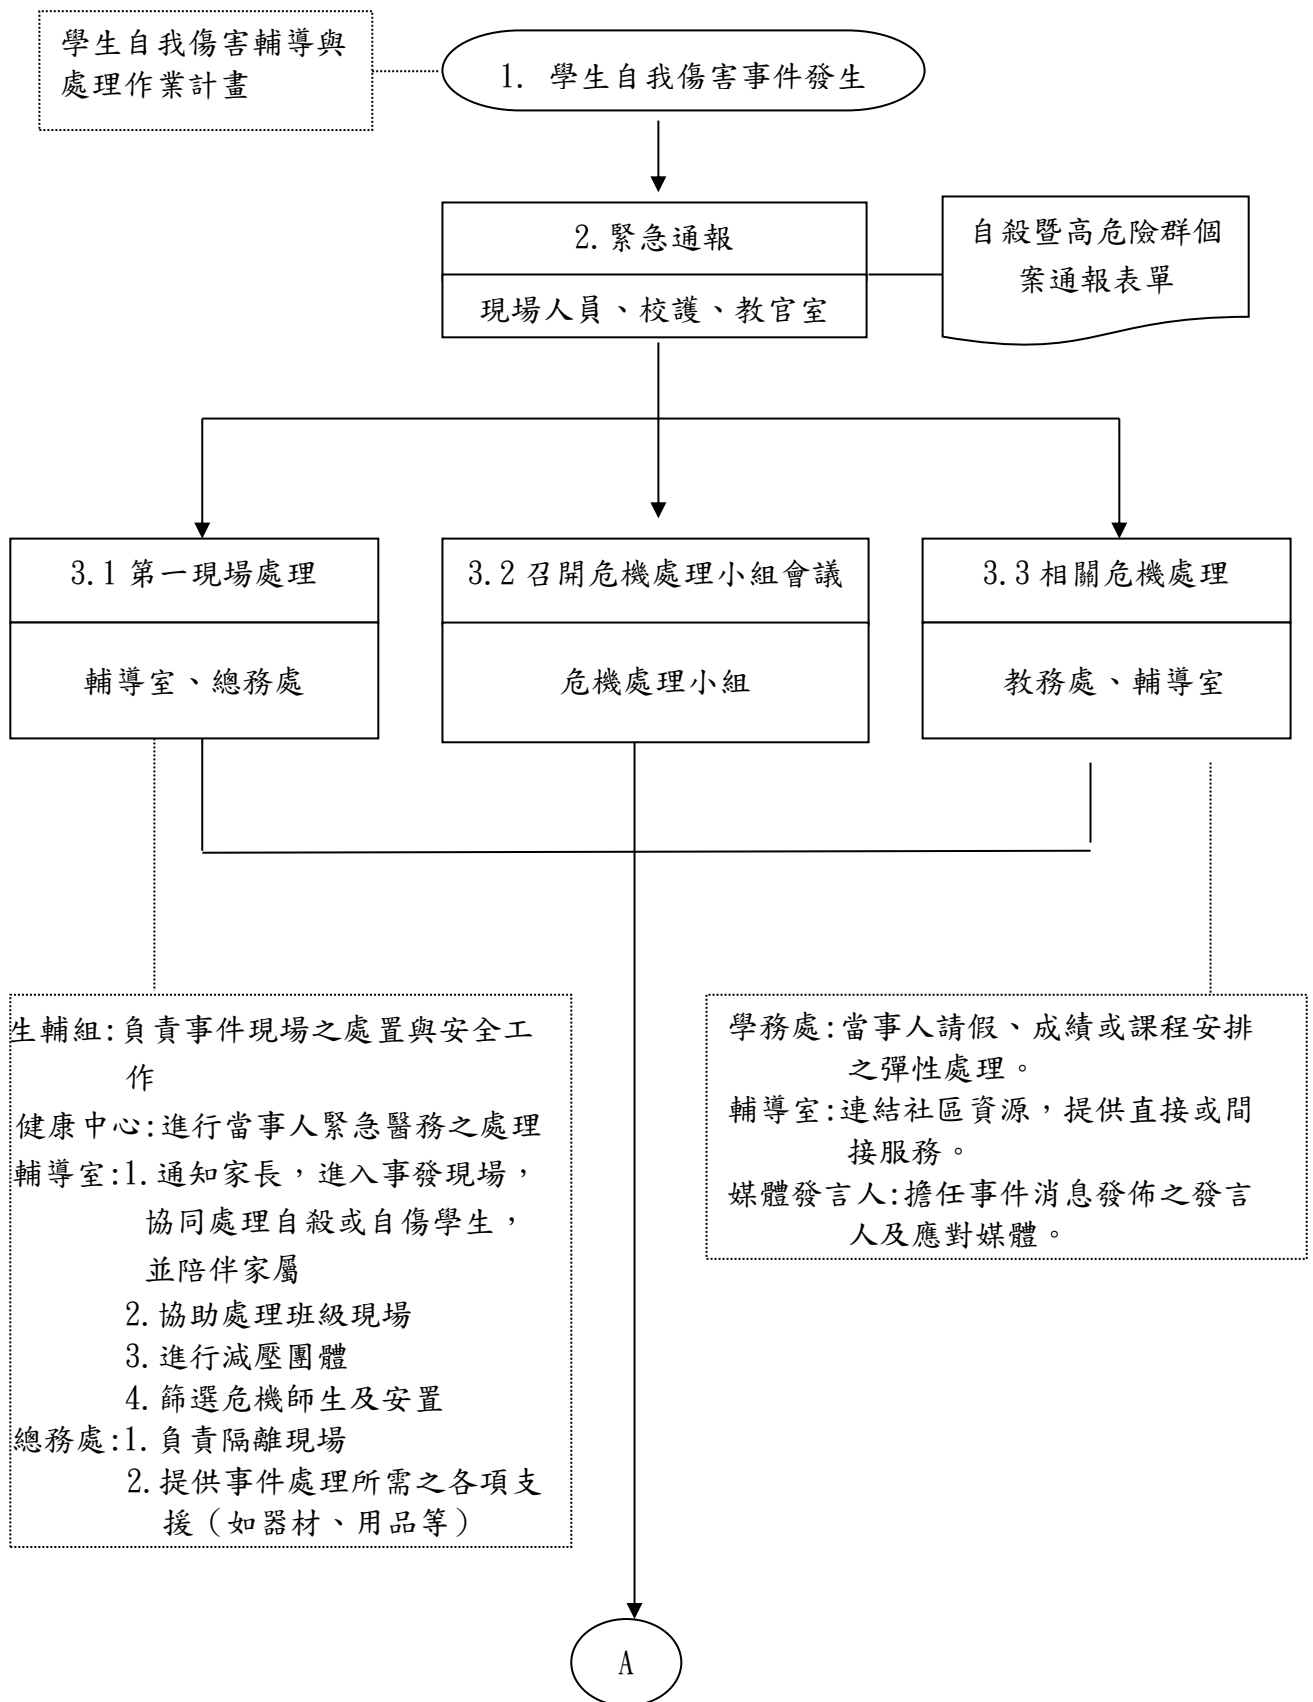 學生自我傷害輔導與
處理作業計畫
1. 學生自我傷害事件發生
2.緊急通報
現場人員、校護、教官室
自殺暨高危險群個
案通報表單
3.1 第一現場處理
輔導室、總務處
3.2 召開危機處理小組會議
危機處理小組
3.3 相關危機處理
教務處、輔導室
生輔組:負責事件現場之處置與安全工
作
健康中心:進行當事人緊急醫務之處理
輔導室:1.通知家長，進入事發現場，
協同處理自殺或自傷學生，
並陪伴家屬
2.協助處理班級現場
3.進行減壓團體
4.篩選危機師生及安置
總務處:1.負責隔離現場
2.提供事件處理所需之各項支
援（如器材、用品等）
學務處:當事人請假、成績或課程安排
之彈性處理。
輔導室:連結社區資源，提供直接或間
接服務。
媒體發言人:擔任事件消息發佈之發言
人及應對媒體。
A